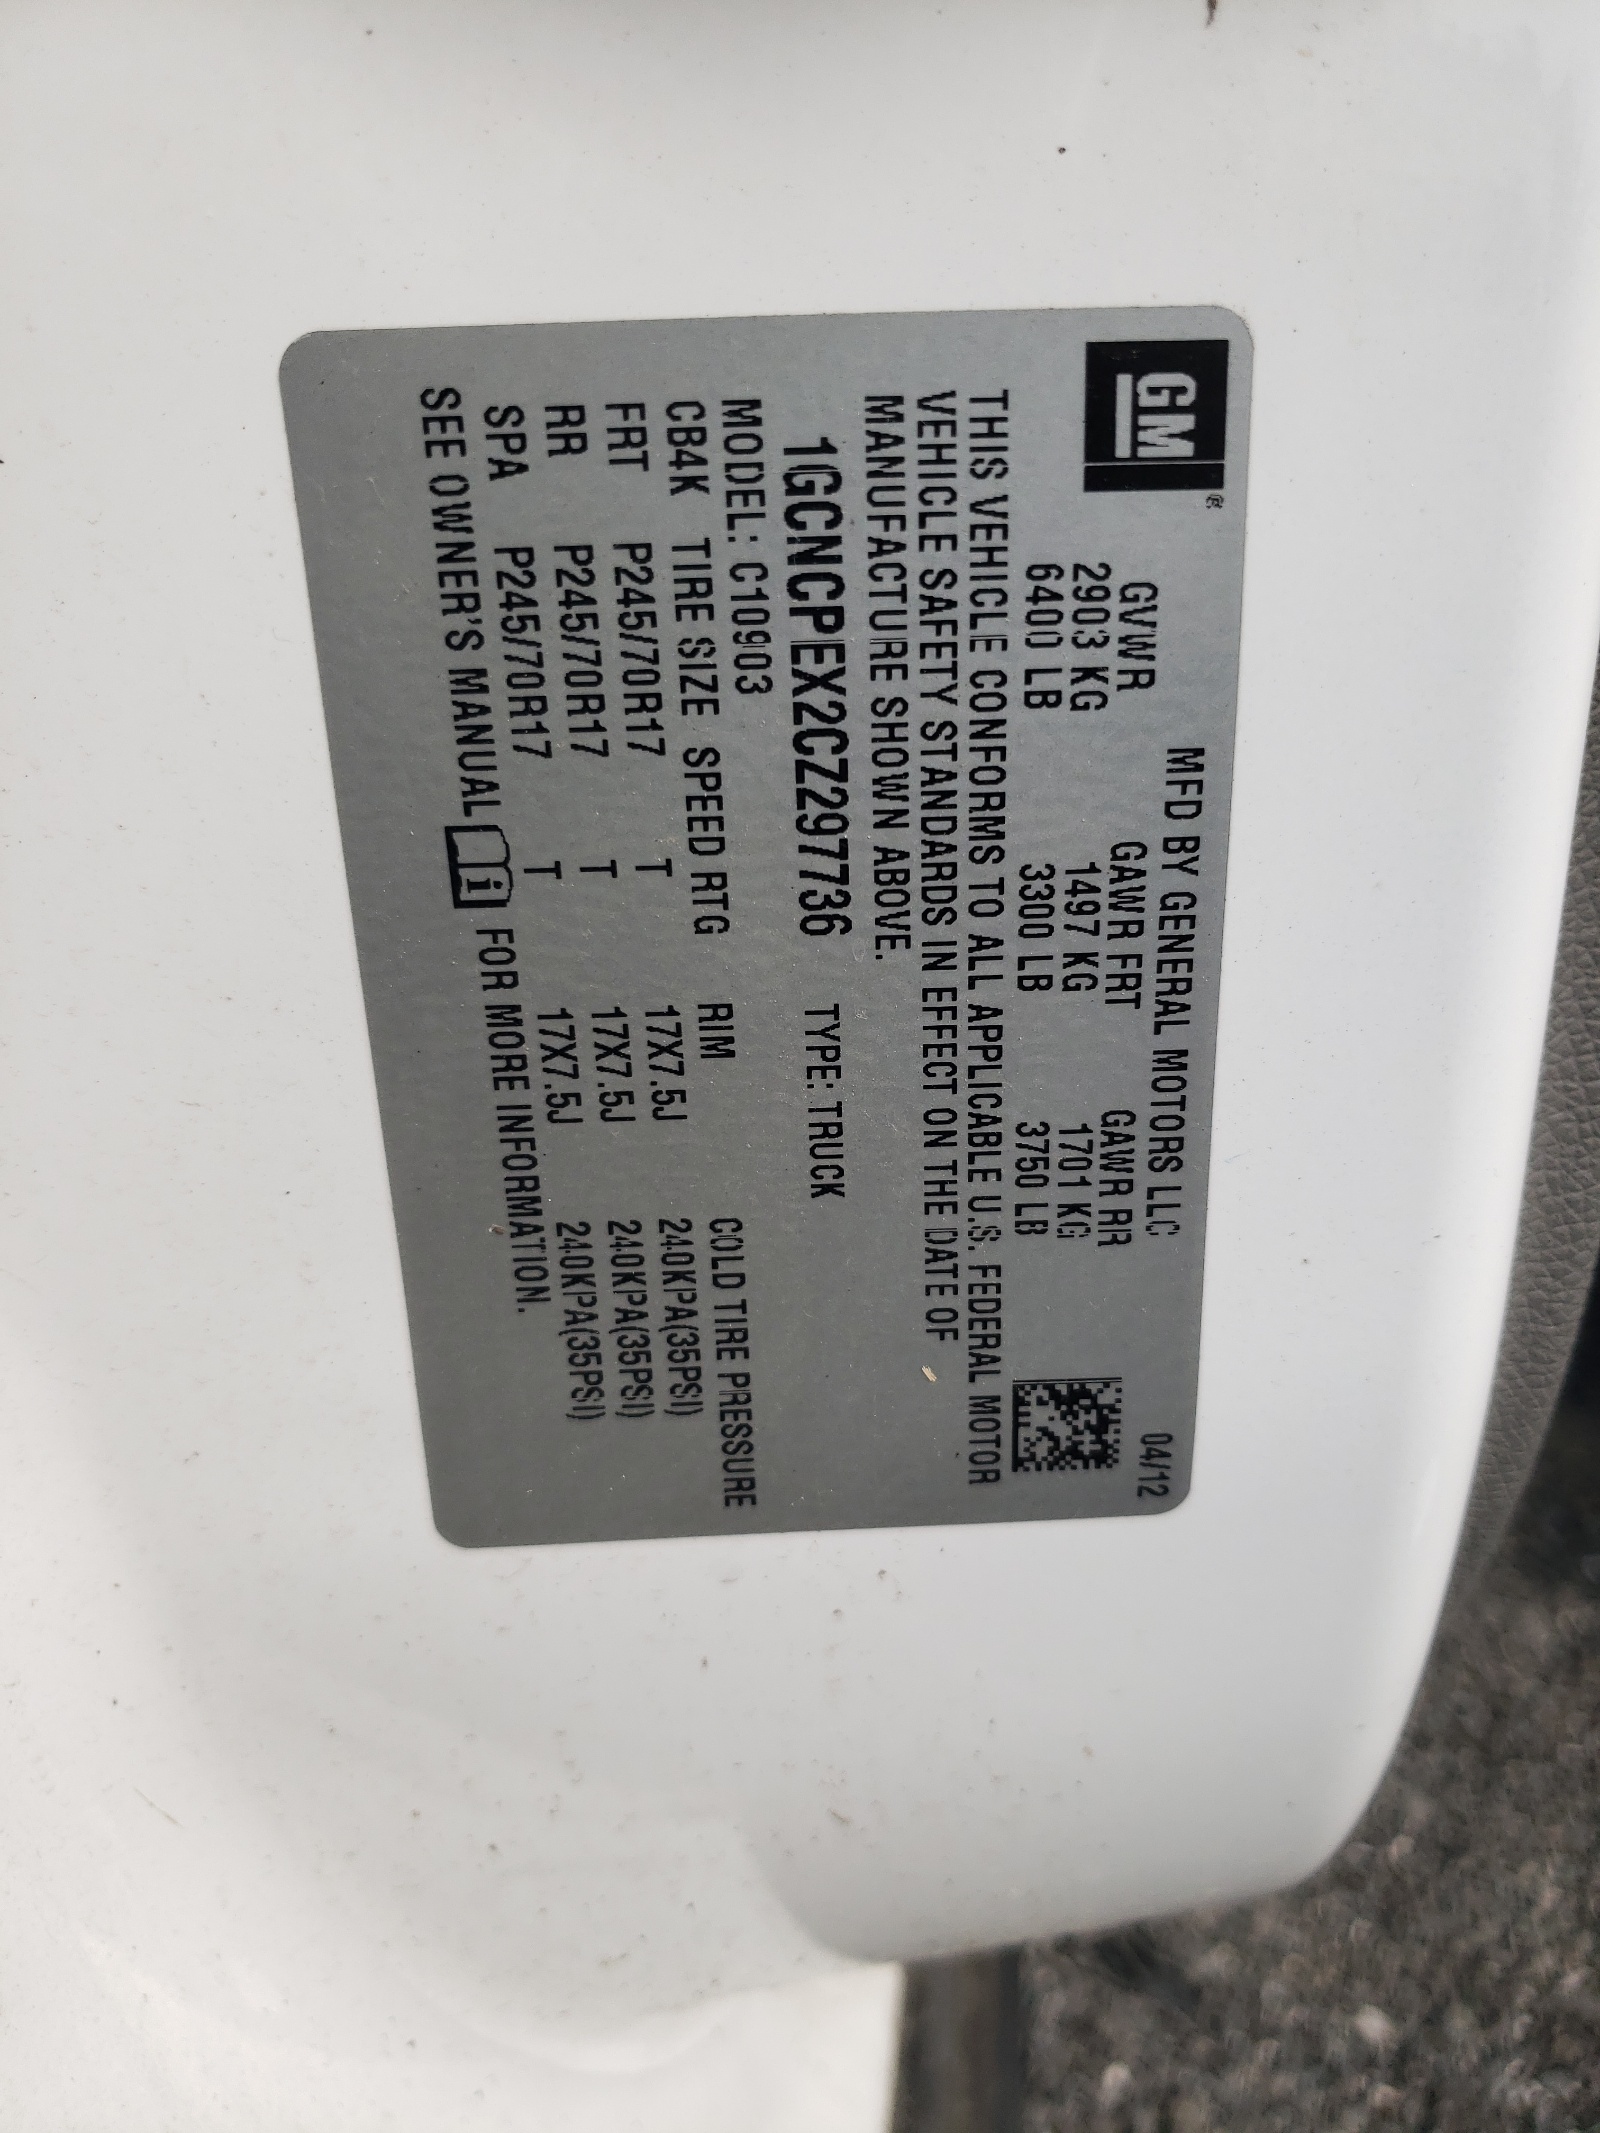 GM®
MFD BY GENERAL MOTORS LLC 04/12
GVWR GAWR FRT GAWR RR
2903 KG 1497 KG 1701 KG
6400 LB 3300 LB 3750 LB
THIS VEHICLE CONFORMS TO ALL APPLICABLE U.S. FEDERAL MOTOR
VEHICLE SAFETY STANDARDS IN EFFECT ON THE DATE OF
MANUFACTURE SHOWN ABOVE.
1GCNCPEX2CZ297736 TYPE: TRUCK
MODEL: C10903
CB4K TIRE SIZE SPEED RTG RIM COLD TIRE PRESSURE
FRT P245/70R17 T 17X7.5J 240KPA(35PSI)
RR P245/70R17 T 17X7.5J 240KPA(35PSI)
SPA P245/70R17 T 17X7.5J 240KPA(35PSI)
SEE OWNER'S MANUAL i FOR MORE INFORMATION.